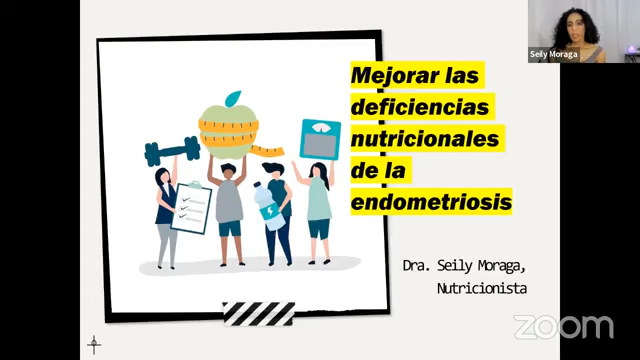 Seily Moraga
Mejorar las
deficiencias
nutricionales
de la
endometriosis
Dra. Seily Moraga,
Nutricionista
zoom